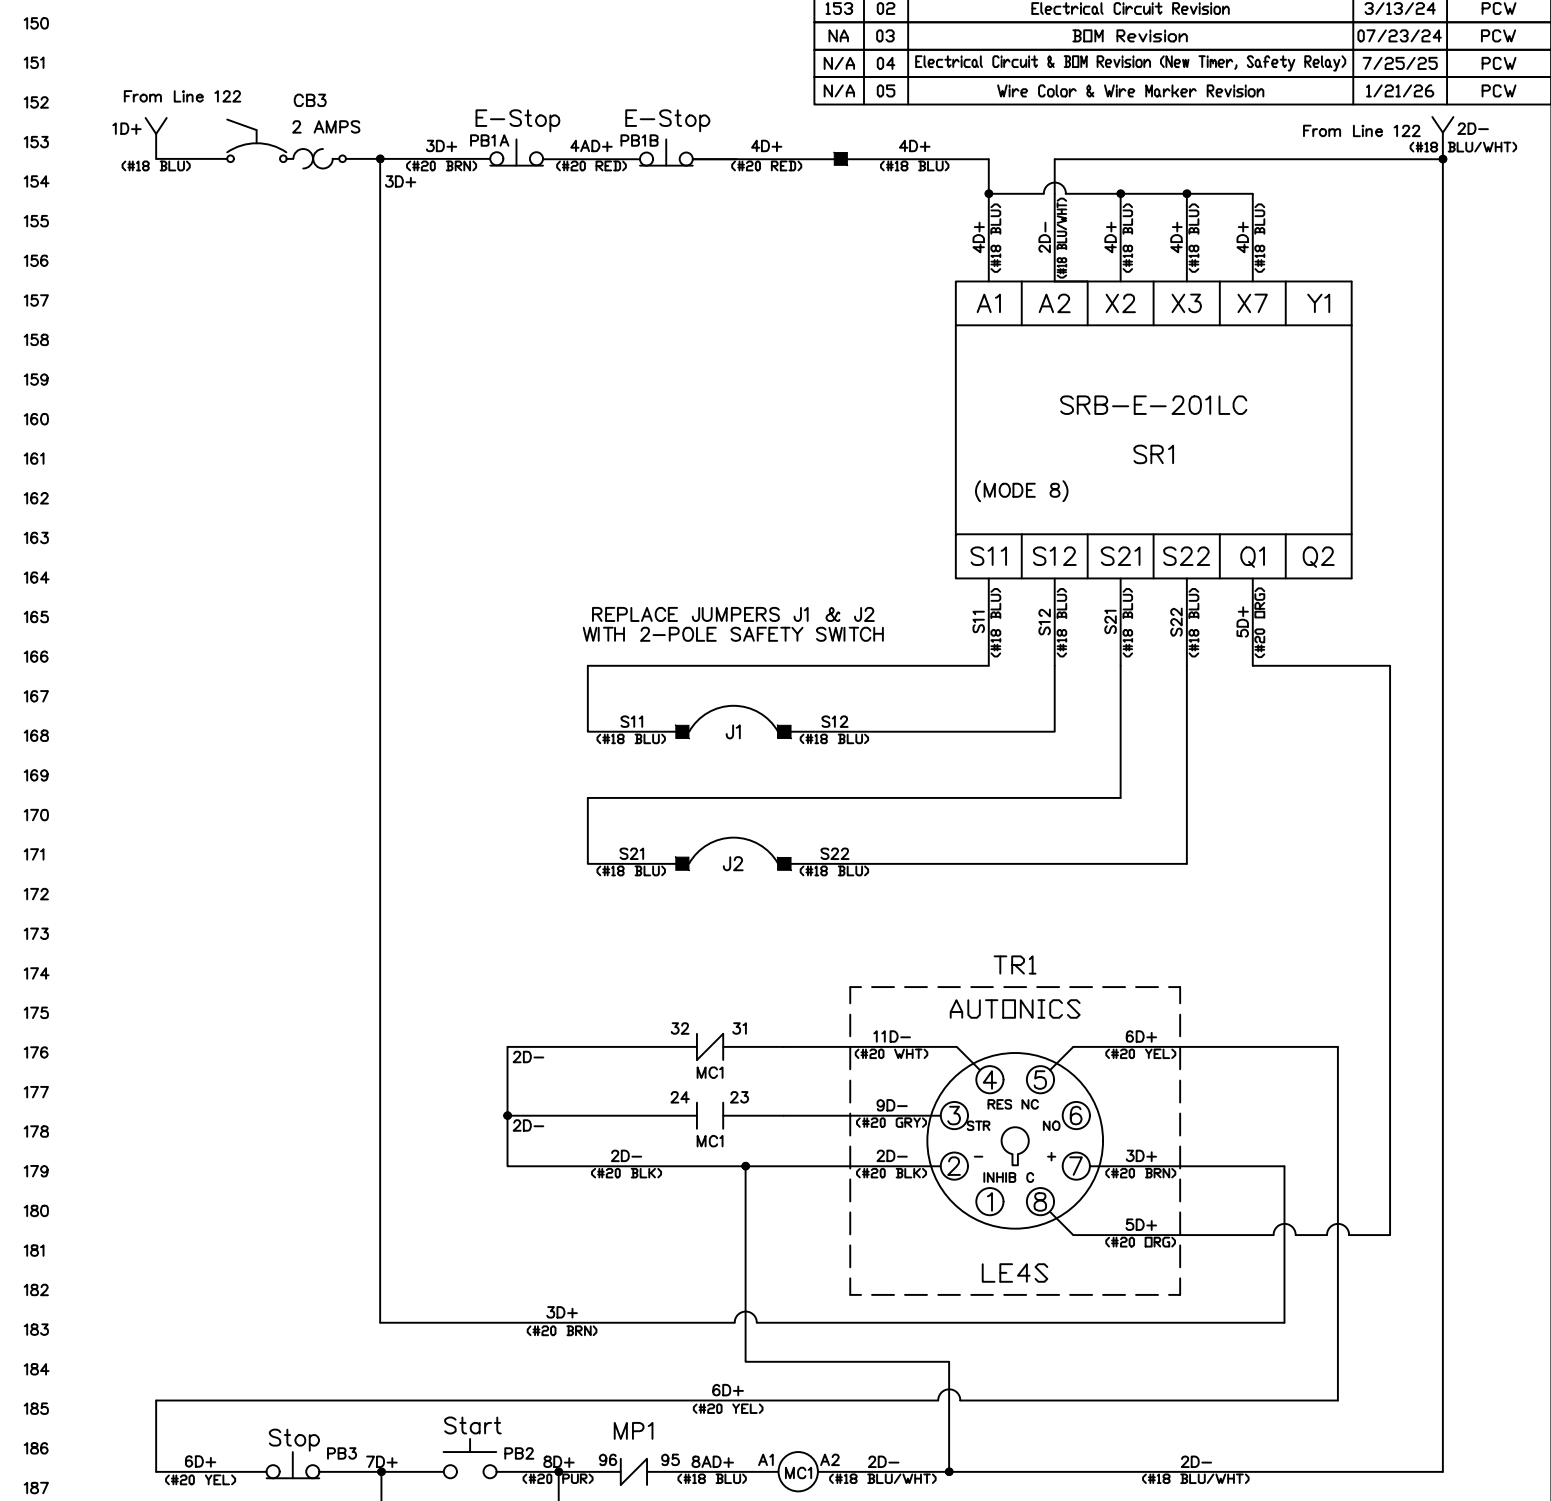 150
153 02 Electrical Circuit Revision 3/13/24 PCW
NA 03 BOM Revision 07/23/24 PCW
151
N/A 04 Electrical Circuit & BOM Revision (New Timer, Safety Relay) 7/25/25 PCW
N/A 05 Wire Color & Wire Marker Revision 1/21/26 PCW
152
From Line 122
CB3
2 AMPS
1D+
(#18 BLU)
E-Stop
PB1A
E-Stop
PB1B
From Line 122
2D-
(#18 BLU/WHT)
153
3D+
(#20 BRN)
4AD+
(#20 RED)
4D+
(#20 RED)
4D+
(#18 BLU)
154
3D+
155
4D+
(#18 BLU)
2D-
(#18 BLU/WHT)
4D+
(#18 BLU)
4D+
(#18 BLU)
4D+
(#18 BLU)
156
157
A1 A2 X2 X3 X7 Y1
158
159
160
SRB-E-201LC
161
SR1
162
(MODE 8)
163
164
S11 S12 S21 S22 Q1 Q2
165
REPLACE JUMPERS J1 & J2
WITH 2-POLE SAFETY SWITCH
S11
(#18 BLU)
S12
(#18 BLU)
S21
(#18 BLU)
S22
(#18 BLU)
5D+
(#20 ORG)
166
167
168
S11
(#18 BLU)
J1
S12
(#18 BLU)
169
170
171
S21
(#18 BLU)
J2
S22
(#18 BLU)
172
173
174
TR1
175
AUTONICS
176
2D-
32 31
MC1
11D-
(#20 WHT)
6D+
(#20 YEL)
4 5
RES NC
177
24 23
MC1
9D-
(#20 GRY)
3 6
STR NO
178
2D-
179
2D-
(#20 BLK)
2D-
(#20 BLK)
2 - + 7
3D+
(#20 BRN)
INHIB C
180
1 8
5D+
(#20 ORG)
181
182
LE4S
183
3D+
(#20 BRN)
184
185
6D+
(#20 YEL)
186
Stop
PB3
Start
PB2
MP1
6D+
(#20 YEL)
7D+
8D+
(#20 PUR)
96 95
8AD+
(#18 BLU)
A1 MC1 A2
2D-
(#18 BLU/WHT)
2D-
(#18 BLU/WHT)
187